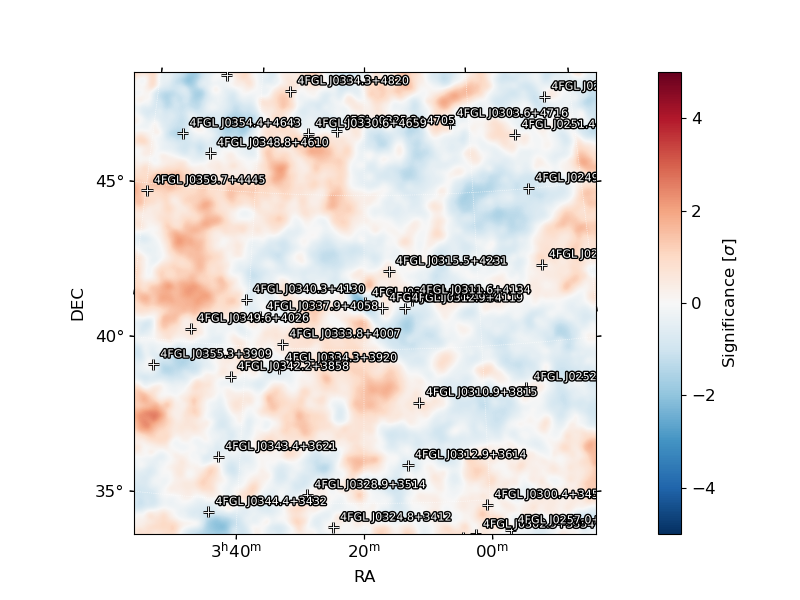 4FGL J0334.3+4820
4FGL J0303.6+4716
4FGL J0354.4+4643
4FGL J0330.6+4659
4FGL J0251.4
4FGL J0348.8+4610
45°
4FGL J0359.7+4445
4FGL J0249
4FGL J0315.5+4231
4FGL J0340.3+4130
4FGL J0311.6+4134
4FGL J0337.9+4058
4FGL J0349.6+4026
40°
4FGL J0333.8+4007
4FGL J0355.3+3909
4FGL J0334.3+3920
4FGL J0342.2+3858
4FGL J0252
4FGL J0310.9+3815
4FGL J0343.4+3621
4FGL J0312.9+3614
4FGL J0328.9+3514
35°
4FGL J0344.4+3432
4FGL J0300.4+345
4FGL J0324.8+3412
3h40m
20m
00m
RA
DEC
4
2
0
−2
−4
Significance [σ]